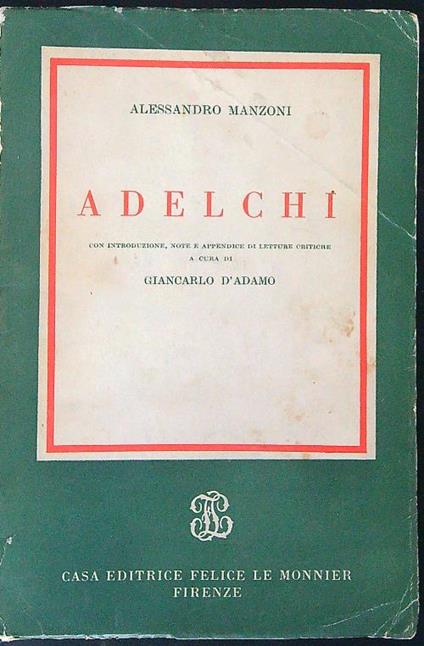 ALESSANDRO MANZONI
ADELCHI
CON INTRODUZIONE, NOTE E APPENDICE DI LETTURE CRITICHE
A CURA DI
GIANCARLO D'ADAMO
CASA EDITRICE FELICE LE MONNIER
FIRENZE